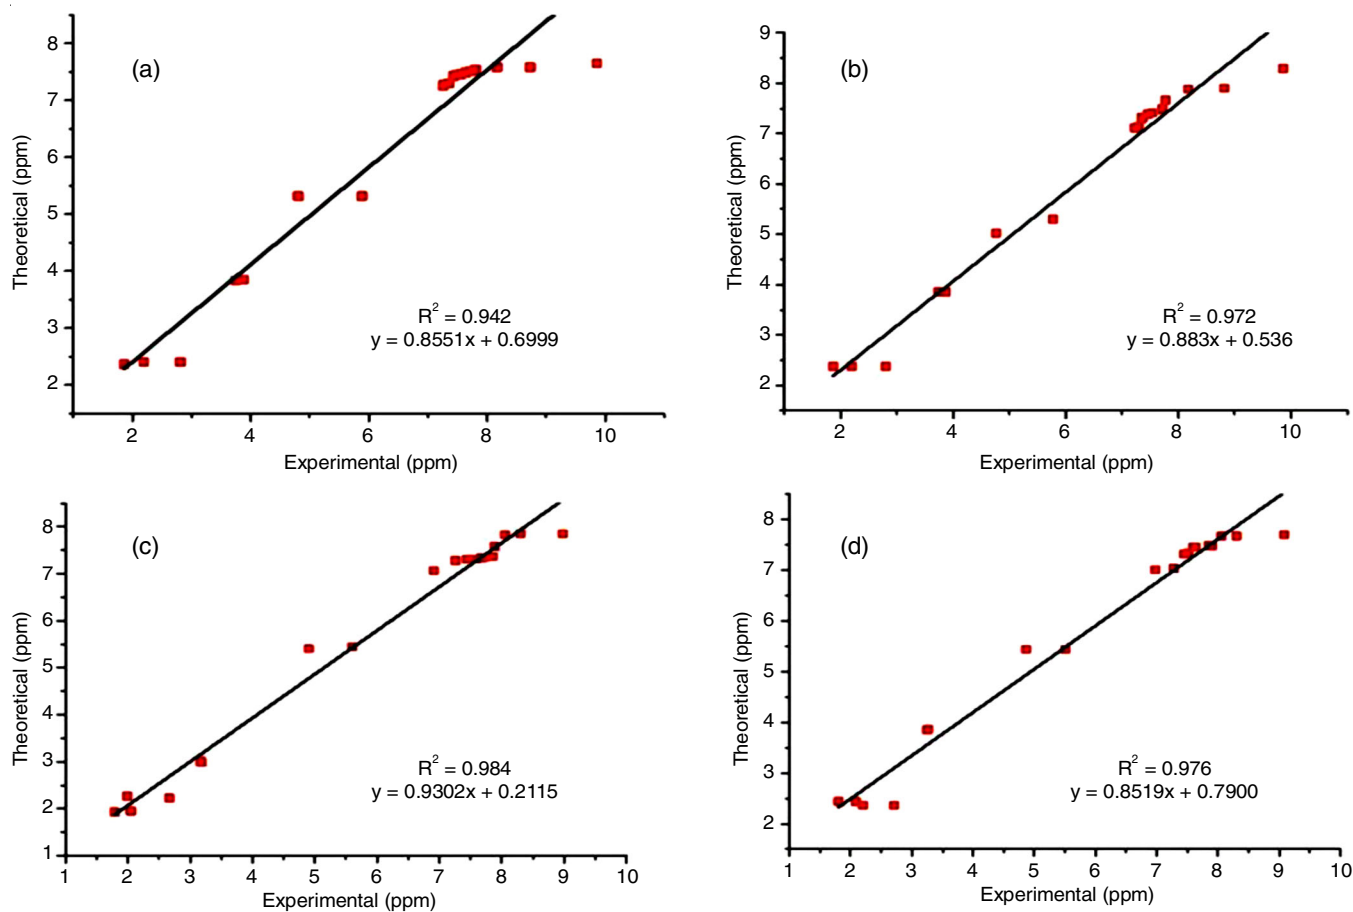 (a)
8
7
6
5
4
3
2
Theoretical (ppm)
R² = 0.942
y = 0.8551x + 0.6999
2 4 6 8 10
Experimental (ppm)
(b)
9
8
7
6
5
4
3
2
Theoretical (ppm)
R² = 0.972
y = 0.883x + 0.536
2 4 6 8 10
Experimental (ppm)
(c)
8
7
6
5
4
3
2
1
Theoretical (ppm)
R² = 0.984
y = 0.9302x + 0.2115
1 2 3 4 5 6 7 8 9 10
Experimental (ppm)
(d)
8
7
6
5
4
3
2
Theoretical (ppm)
R² = 0.976
y = 0.8519x + 0.7900
1 2 3 4 5 6 7 8 9 10
Experimental (ppm)